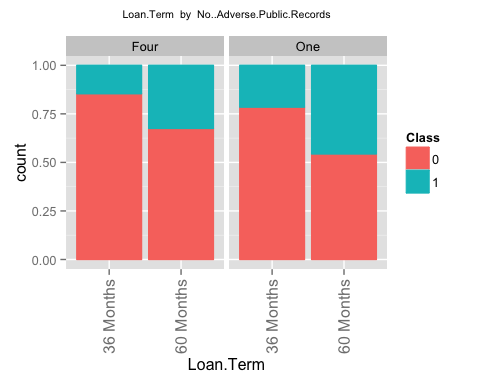 Loan.Term by No..Adverse.Public.Records
Four
One
1.00
0.75
0.50
0.25
0.00
count
36 Months
60 Months
36 Months
60 Months
Loan.Term
Class
0
1